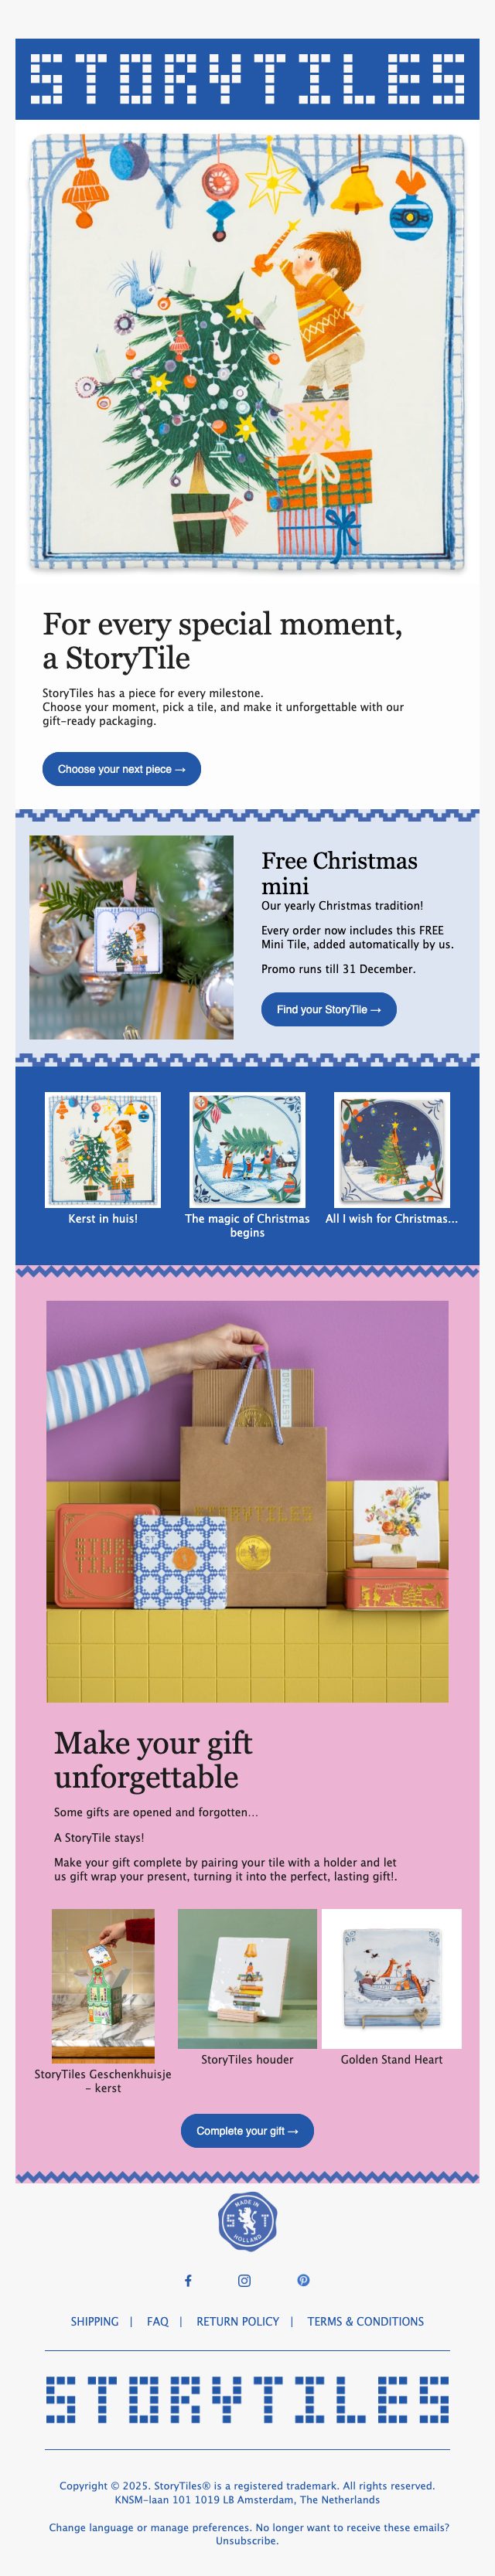 STORYTILES
For every special moment,
a StoryTile
StoryTiles has a piece for every milestone.
Choose your moment, pick a tile, and make it unforgettable with our
gift-ready packaging.
Choose your next piece →
Free Christmas
mini
Our yearly Christmas tradition!
Every order now includes this FREE
Mini Tile, added automatically by us.
Promo runs till 31 December.
Find your StoryTile →
Kerst in huis!
The magic of Christmas
begins
All I wish for Christmas...
STORYTILES
STORYTILES
STORY
TILES
Make your gift
unforgettable
Some gifts are opened and forgotten...
A StoryTile stays!
Make your gift complete by pairing your tile with a holder and let
us gift wrap your present, turning it into the perfect, lasting gift!.
StoryTiles Geschenkhuisje
– kerst
StoryTiles houder
Golden Stand Heart
Complete your gift →
MADE IN
S T
HOLLAND
SHIPPING | FAQ | RETURN POLICY | TERMS & CONDITIONS
STORYTILES
Copyright © 2025. StoryTiles® is a registered trademark. All rights reserved.
KNSM-laan 101 1019 LB Amsterdam, The Netherlands
Change language or manage preferences. No longer want to receive these emails?
Unsubscribe.